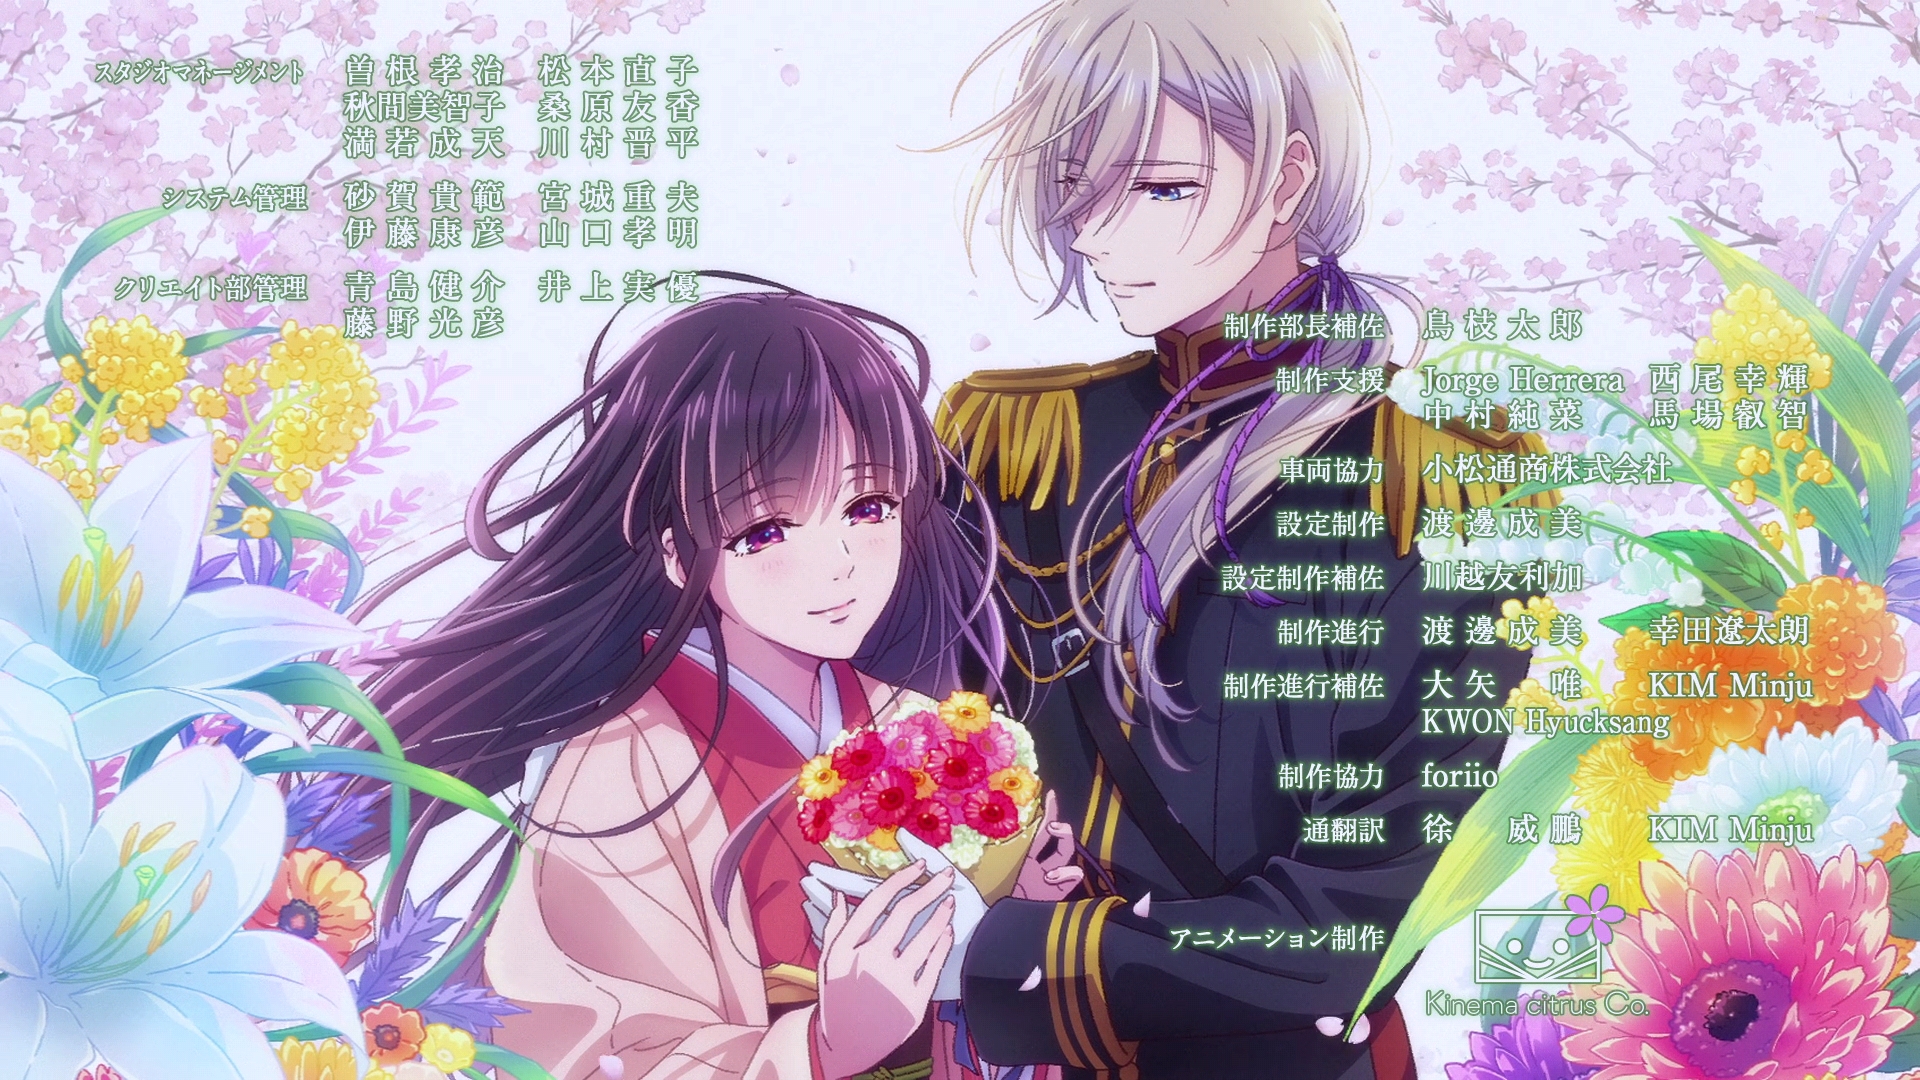 スタジオマネージメント 曽根孝治 松本直子
秋間美智子 桑原友香
満若成天 川村晋平
システム管理 砂賀貴範 宮城重夫
伊藤康彦 山口孝明
クリエイト部管理 青島健介 井上実優
藤野光彦
制作部長補佐 鳥枝太郎
制作支援 Jorge Herrera 西尾幸輝
中村純菜 馬場叡智
車両協力 小松通商株式会社
設定制作 渡邊成美
設定制作補佐 川越友利加
制作進行 渡邊成美 幸田遼太朗
制作進行補佐 大矢 唯 KIM Minju
KWON Hyucksang
制作協力 foriio
通翻訳 徐 威鵬 KIM Minju
アニメーション制作
Kinema citrus Co.